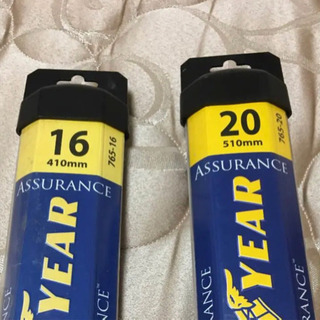 16
410mm
765-16
ASSURANCE
YEAR
20
510mm
765-20
ASSURANCE
YEAR